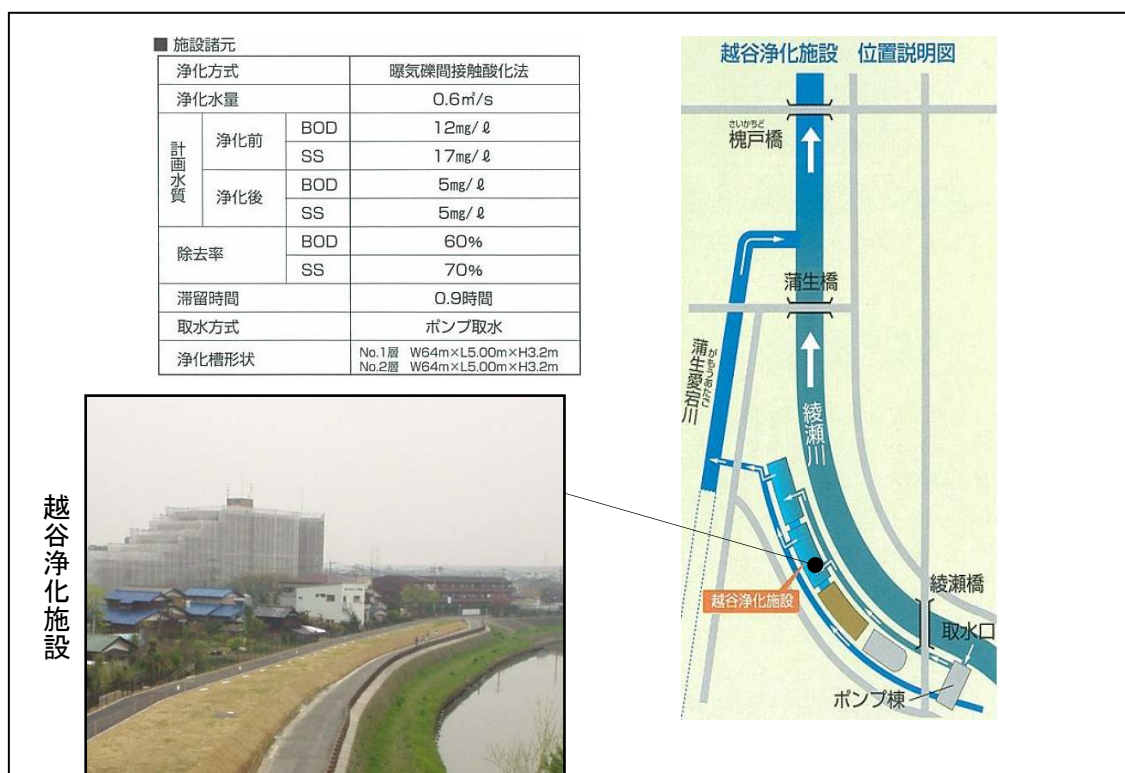 ■ 施設諸元
浄化方式 曝気礫間接触酸化法
浄化水量 0.6㎥/s
計画水質 浄化前 BOD 12㎎/ℓ
SS 17㎎/ℓ
浄化後 BOD 5㎎/ℓ
SS 5㎎/ℓ
除去率 BOD 60%
SS 70%
滞留時間 0.9時間
取水方式 ポンプ取水
浄化槽形状 No.1層 W64m×L5.00m×H3.2m
No.2層 W64m×L5.00m×H3.2m
越谷浄化施設 位置説明図
さいかちど
槐戸橋
蒲生橋
がもうあたご
蒲生愛宕川
綾瀬川
越谷浄化施設
綾瀬橋
取水口
ポンプ棟
越谷浄化施設